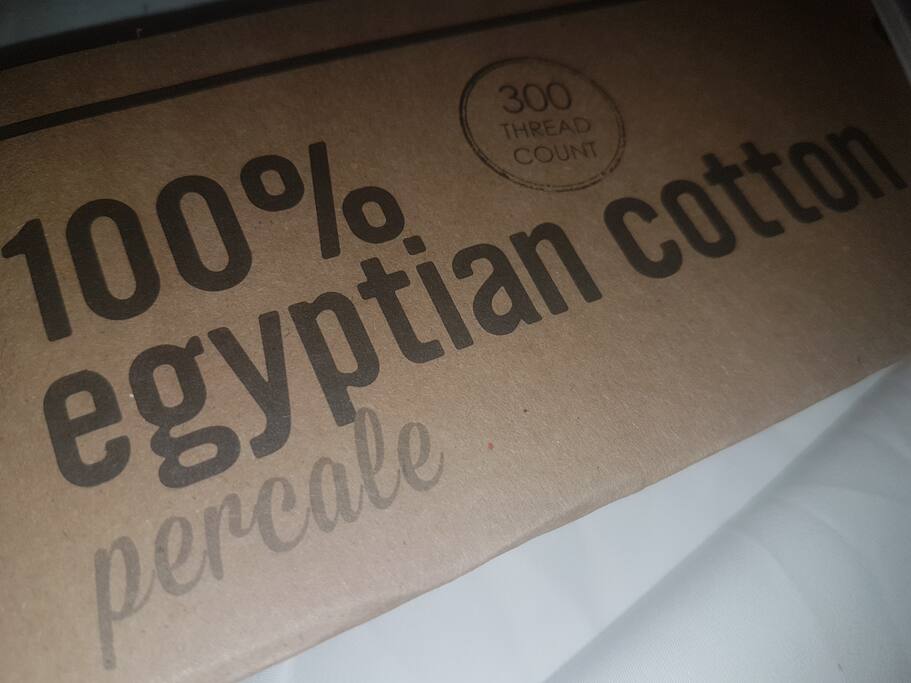 300
THREAD
COUNT
100%
egyptian cotton
percale